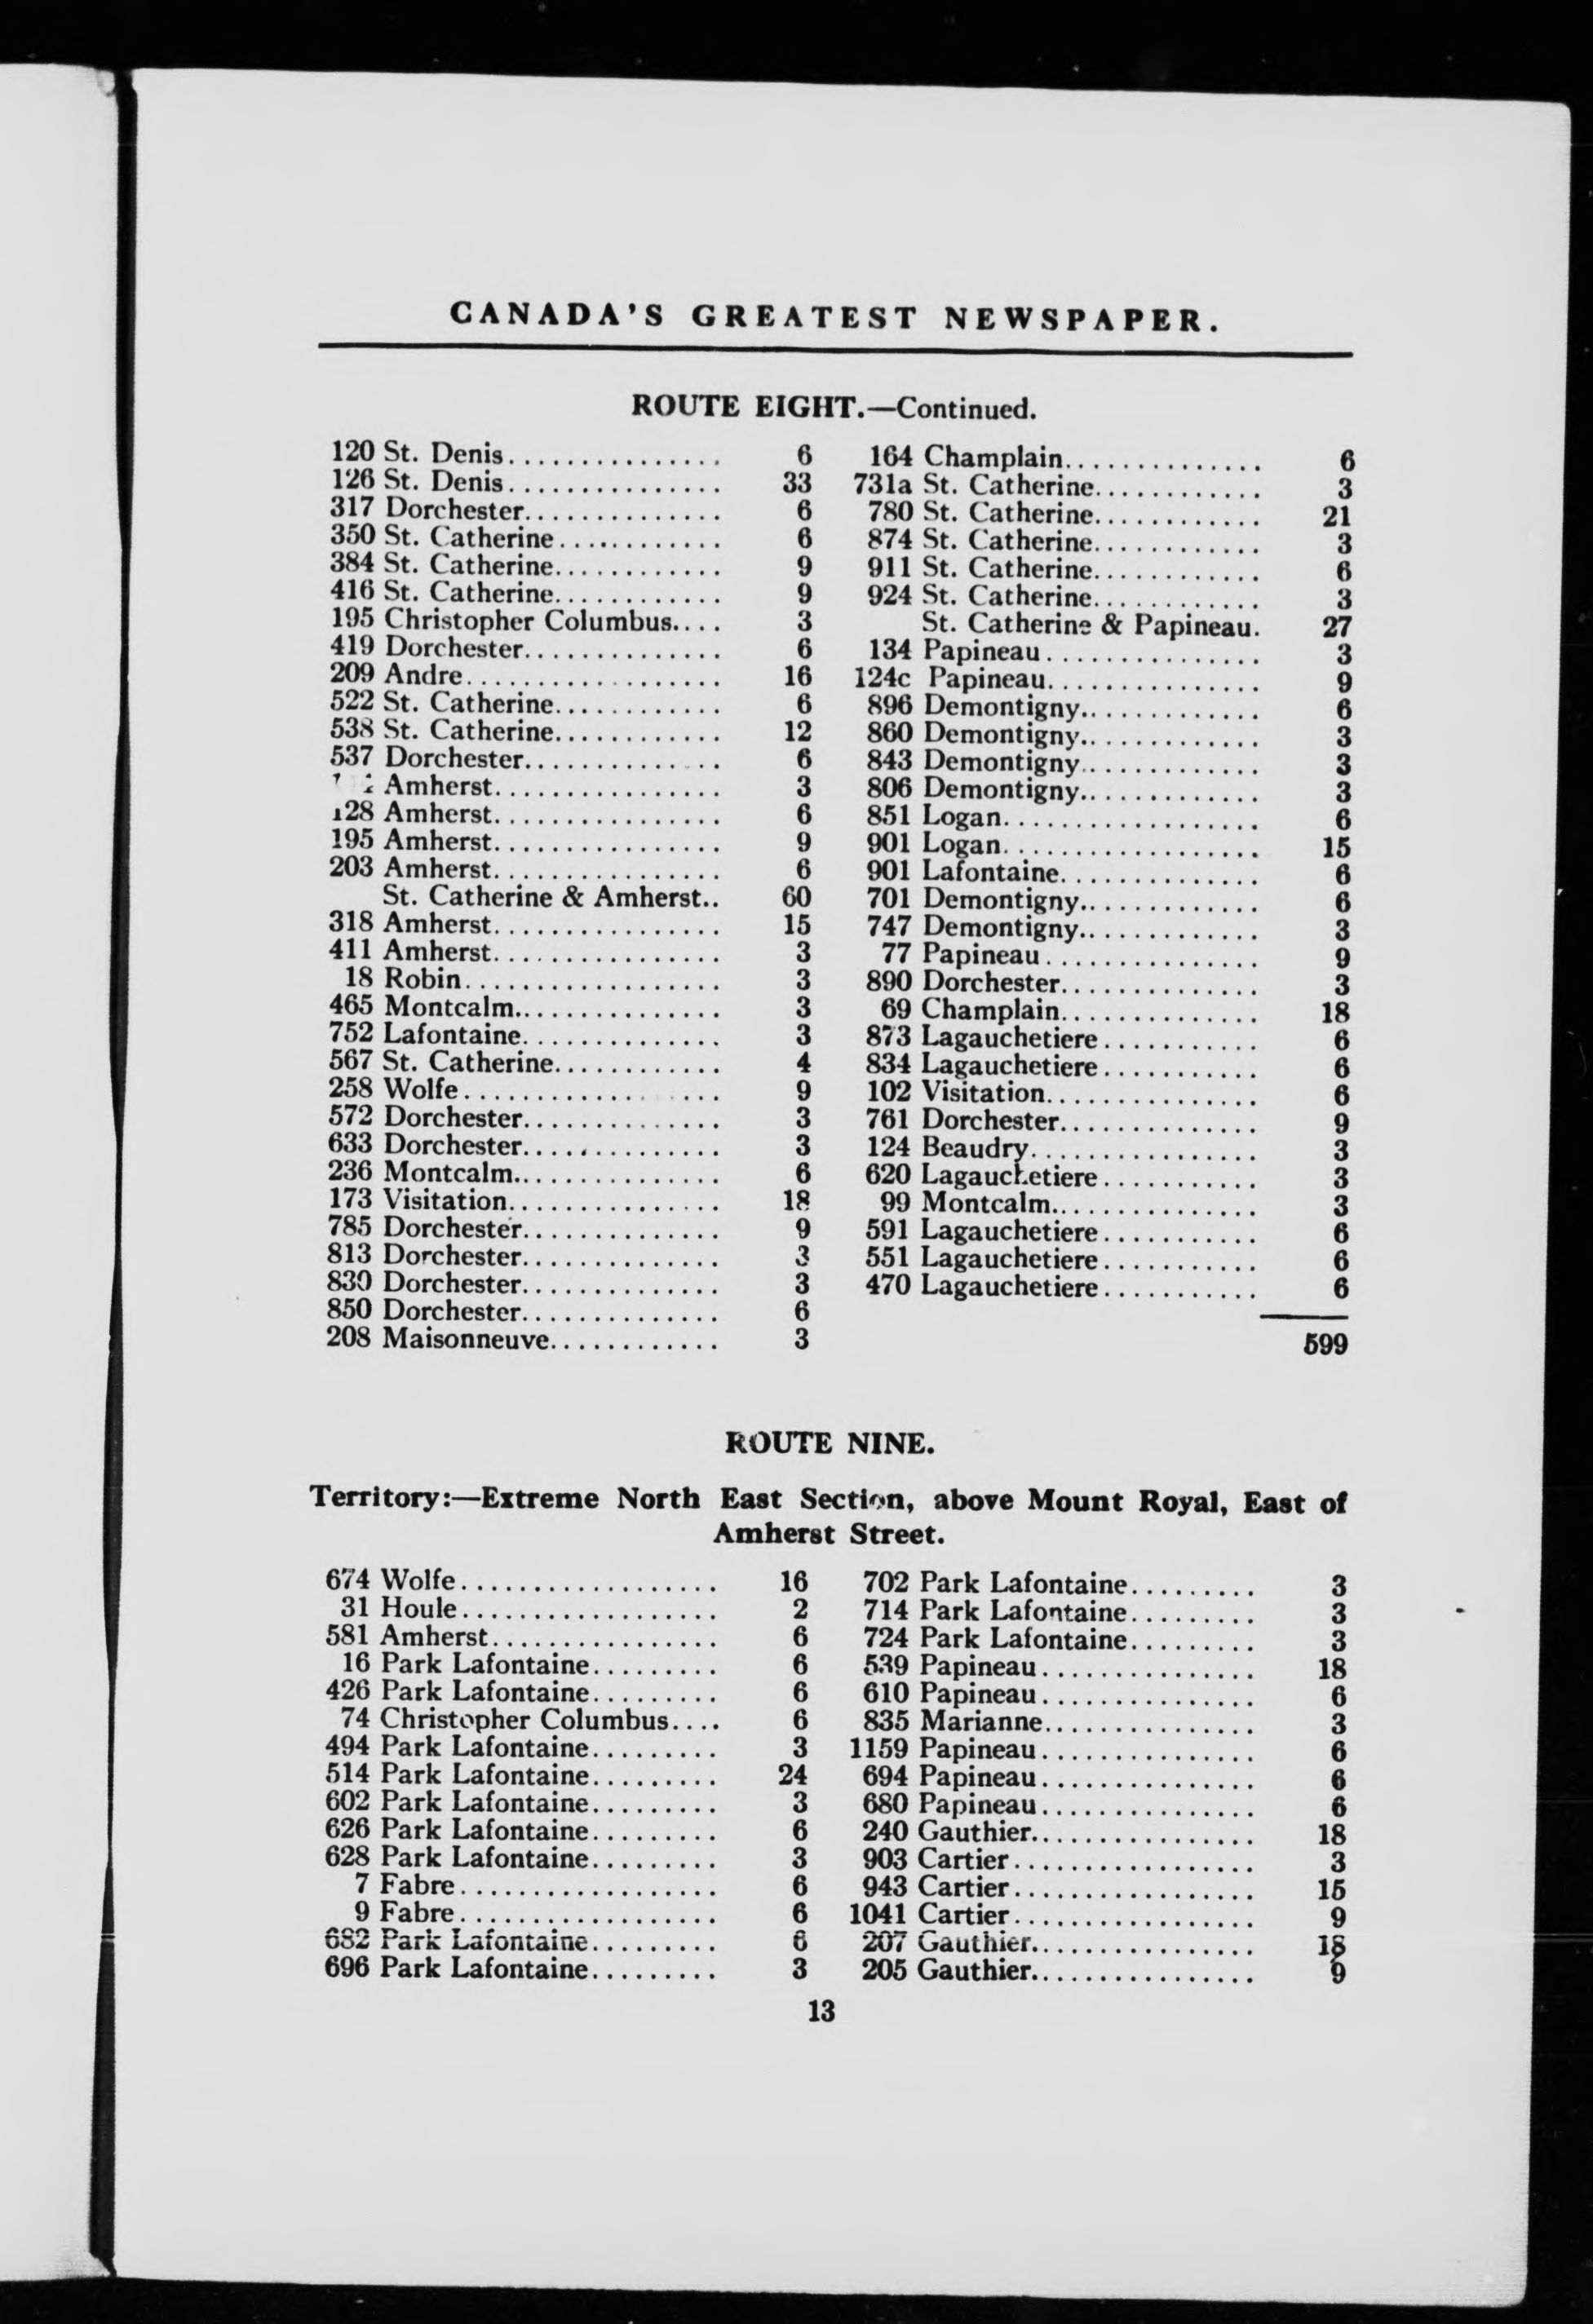 CANADA'S GREATEST NEWSPAPER.
ROUTE EIGHT.—Continued.
120 St. Denis............... 6
126 St. Denis............... 33
317 Dorchester.............. 6
350 St. Catherine............ 6
384 St. Catherine............ 9
416 St. Catherine............ 9
195 Christopher Columbus.... 3
419 Dorchester.............. 6
209 Andre.................. 16
522 St. Catherine............ 6
538 St. Catherine............ 12
537 Dorchester.............. 6
Amherst................ 3
128 Amherst................ 6
195 Amherst................ 9
203 Amherst................ 6
St. Catherine & Amherst.. 60
318 Amherst................ 15
411 Amherst................ 3
18 Robin.................. 3
465 Montcalm............... 3
752 Lafontaine.............. 3
567 St. Catherine............ 4
258 Wolfe.................. 9
572 Dorchester.............. 3
633 Dorchester.............. 3
236 Montcalm............... 6
173 Visitation............... 18
785 Dorchester.............. 9
813 Dorchester.............. 3
830 Dorchester.............. 3
850 Dorchester.............. 6
208 Maisonneuve............ 3
164 Champlain.............. 6
731a St. Catherine............ 3
780 St. Catherine............ 21
874 St. Catherine............ 3
911 St. Catherine............ 6
924 St. Catherine............ 3
St. Catherine & Papineau. 27
134 Papineau............... 3
124c Papineau............... 9
896 Demontigny............. 6
860 Demontigny............. 3
843 Demontigny............. 3
806 Demontigny............. 3
851 Logan.................. 6
901 Logan.................. 15
901 Lafontaine.............. 6
701 Demontigny............. 6
747 Demontigny............. 3
77 Papineau............... 9
890 Dorchester.............. 3
69 Champlain.............. 18
873 Lagauchetiere........... 6
834 Lagauchetiere........... 6
102 Visitation............... 6
761 Dorchester.............. 9
124 Beaudry................ 3
620 Lagauchetiere........... 3
99 Montcalm............... 3
591 Lagauchetiere........... 6
551 Lagauchetiere........... 6
470 Lagauchetiere........... 6
599
ROUTE NINE.
Territory:—Extreme North East Section, above Mount Royal, East of
Amherst Street.
674 Wolfe.................. 16
31 Houle.................. 2
581 Amherst................ 6
16 Park Lafontaine......... 6
426 Park Lafontaine......... 6
74 Christopher Columbus.... 6
494 Park Lafontaine......... 3
514 Park Lafontaine......... 24
602 Park Lafontaine......... 3
626 Park Lafontaine......... 6
628 Park Lafontaine......... 3
7 Fabre.................. 6
9 Fabre.................. 6
682 Park Lafontaine......... 6
696 Park Lafontaine......... 3
702 Park Lafontaine......... 3
714 Park Lafontaine......... 3
724 Park Lafontaine......... 3
539 Papineau............... 18
610 Papineau............... 6
835 Marianne............... 3
1159 Papineau............... 6
694 Papineau............... 6
680 Papineau............... 6
240 Gauthier................ 18
903 Cartier................. 3
943 Cartier................. 15
1041 Cartier................. 9
207 Gauthier................ 18
205 Gauthier................ 9
13